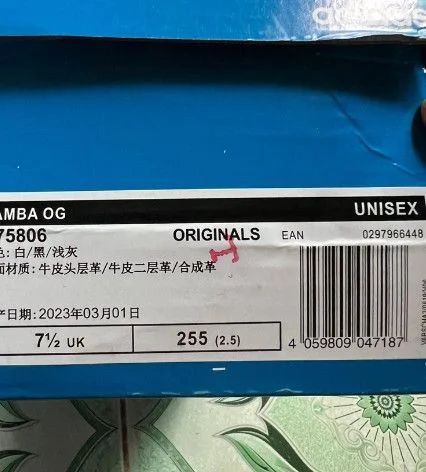 adidas
AMBA OG UNISEX
75806 ORIGINALS EAN 0297966448
色: 白/黑/浅灰
面材质: 牛皮头层革/牛皮二层革/合成革
产日期: 2023年03月01日
7½ UK 255 (2.5)
4 059809 047187